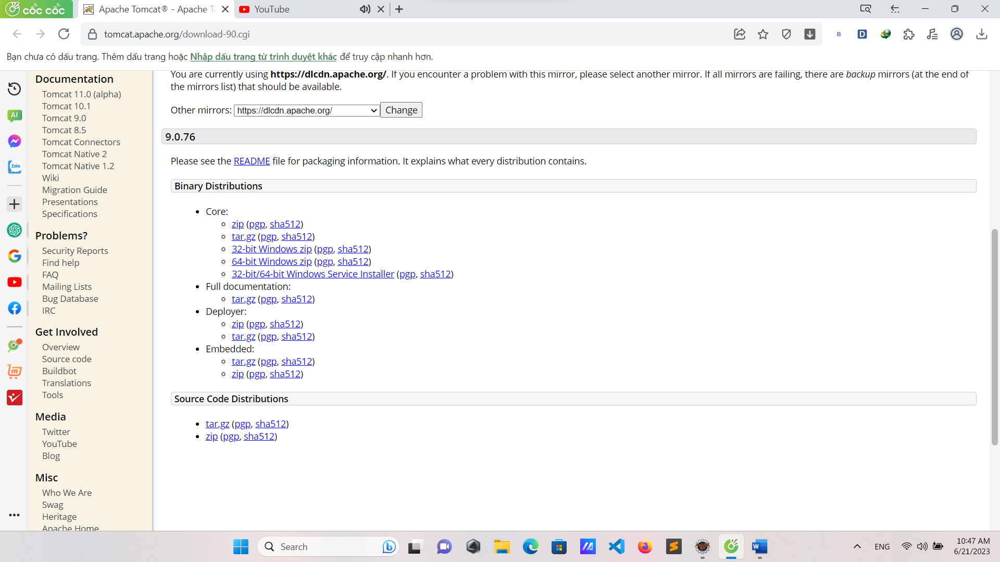 cốc cốc
Apache Tomcat® - Apache T
YouTube
tomcat.apache.org/download-90.cgi
Bạn chưa có dấu trang. Thêm dấu trang hoặc Nhập dấu trang từ trình duyệt khác để truy cập nhanh hơn.
AI
Zalo
Documentation
Tomcat 11.0 (alpha)
Tomcat 10.1
Tomcat 9.0
Tomcat 8.5
Tomcat Connectors
Tomcat Native 2
Tomcat Native 1.2
Wiki
Migration Guide
Presentations
Specifications
Problems?
Security Reports
Find help
FAQ
Mailing Lists
Bug Database
IRC
Get Involved
Overview
Source code
Buildbot
Translations
Tools
Media
Twitter
YouTube
Blog
Misc
Who We Are
Swag
Heritage
Apache Home
You are currently using https://dlcdn.apache.org/. If you encounter a problem with this mirror, please select another mirror. If all mirrors are failing, there are backup mirrors (at the end of
the mirrors list) that should be available.
Other mirrors: https://dlcdn.apache.org/ Change
9.0.76
Please see the README file for packaging information. It explains what every distribution contains.
Binary Distributions
Core:
zip (pgp, sha512)
tar.gz (pgp, sha512)
32-bit Windows zip (pgp, sha512)
64-bit Windows zip (pgp, sha512)
32-bit/64-bit Windows Service Installer (pgp, sha512)
Full documentation:
tar.gz (pgp, sha512)
Deployer:
zip (pgp, sha512)
tar.gz (pgp, sha512)
Embedded:
tar.gz (pgp, sha512)
zip (pgp, sha512)
Source Code Distributions
tar.gz (pgp, sha512)
zip (pgp, sha512)
Search
ENG
10:47 AM
6/21/2023